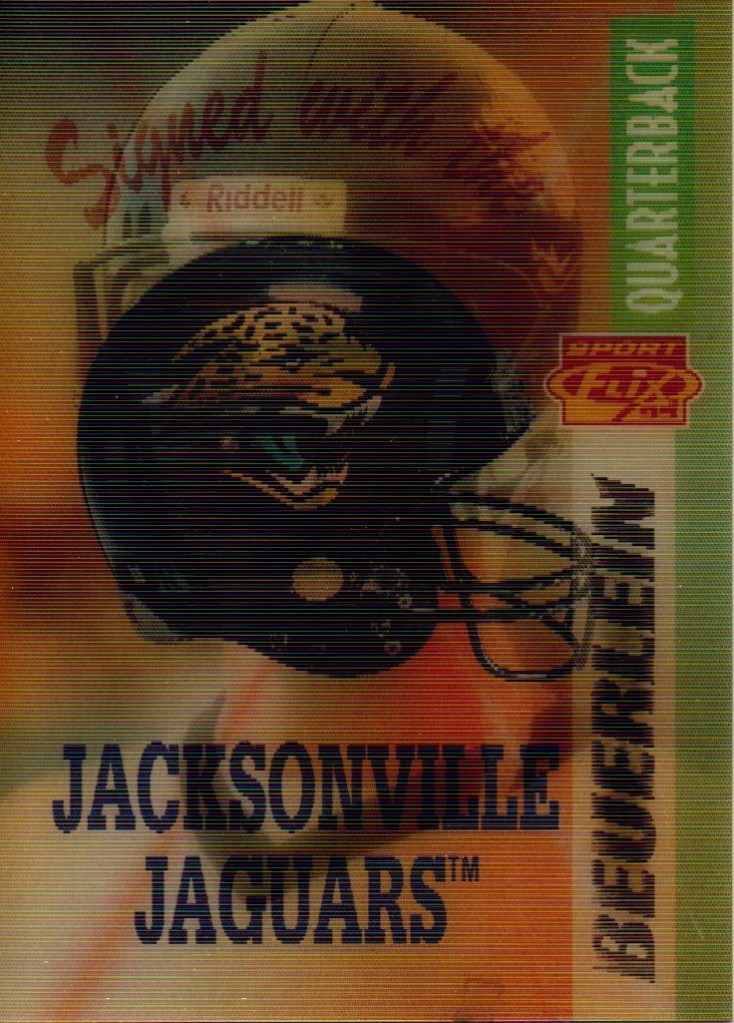 Signed with the
Riddell
QUARTERBACK
SPORT
FLIX
BEUERLEIN
JACKSONVILLE
JAGUARS™